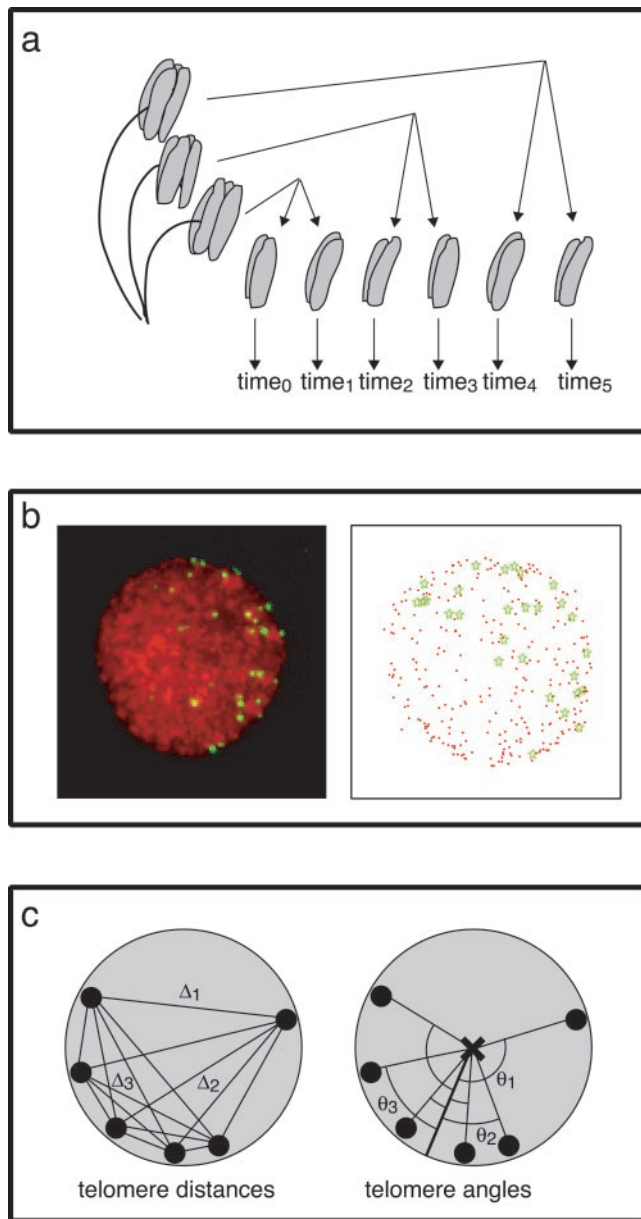 a
time₀ time₁ time₂ time₃ time₄ time₅
b
c
Δ₁
Δ₃ Δ₂
θ₁
θ₃
θ₂
telomere distances telomere angles